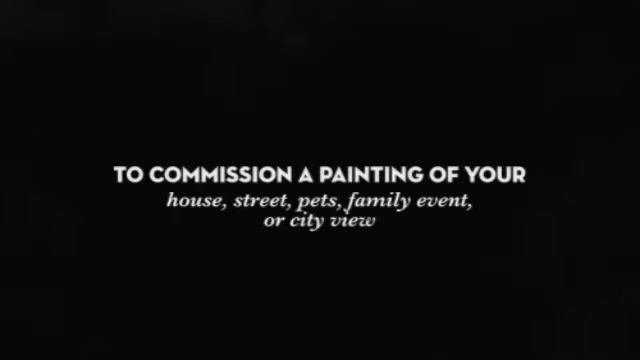 TO COMMISSION A PAINTING OF YOUR
house, street, pets, family event,
or city view